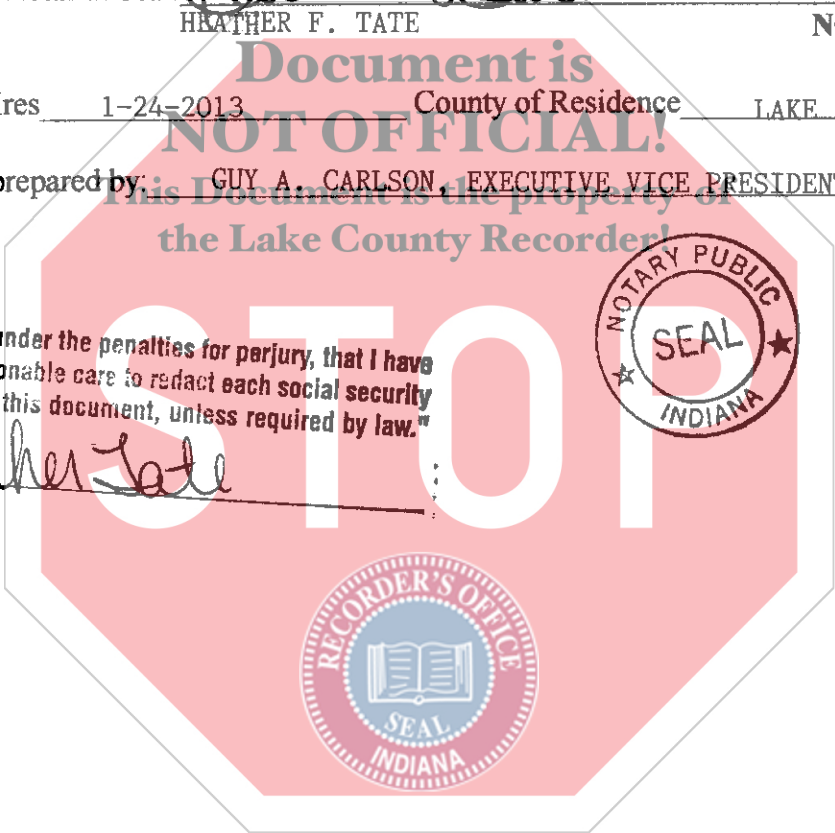 HEATHER F. TATE
Document is
ires 1-24-2013 County of Residence LAKE
NOT OFFICIAL!
prepared by: GUY A. CARLSON, EXECUTIVE VICE PRESIDENT
This Document is the property of
the Lake County Recorder!
NOTARY PUBLIC
SEAL
INDIANA
STOP
nder the penalties for perjury, that I have
onable care to redact each social security
this document, unless required by law."
her Tate
RECORDER'S OFFICE
SEAL
INDIANA